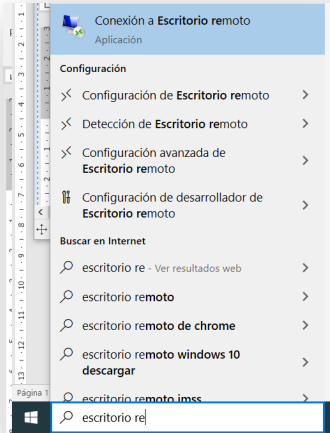 Conexión a Escritorio remoto
Aplicación
Configuración
Configuración de Escritorio remoto
Detección de Escritorio remoto
Configuración avanzada de
Escritorio remoto
Configuración de desarrollador de
Escritorio remoto
Buscar en Internet
escritorio re - Ver resultados web
escritorio remoto
escritorio remoto de chrome
escritorio remoto windows 10
descargar
escritorio remoto imss
Página 1
escritorio re